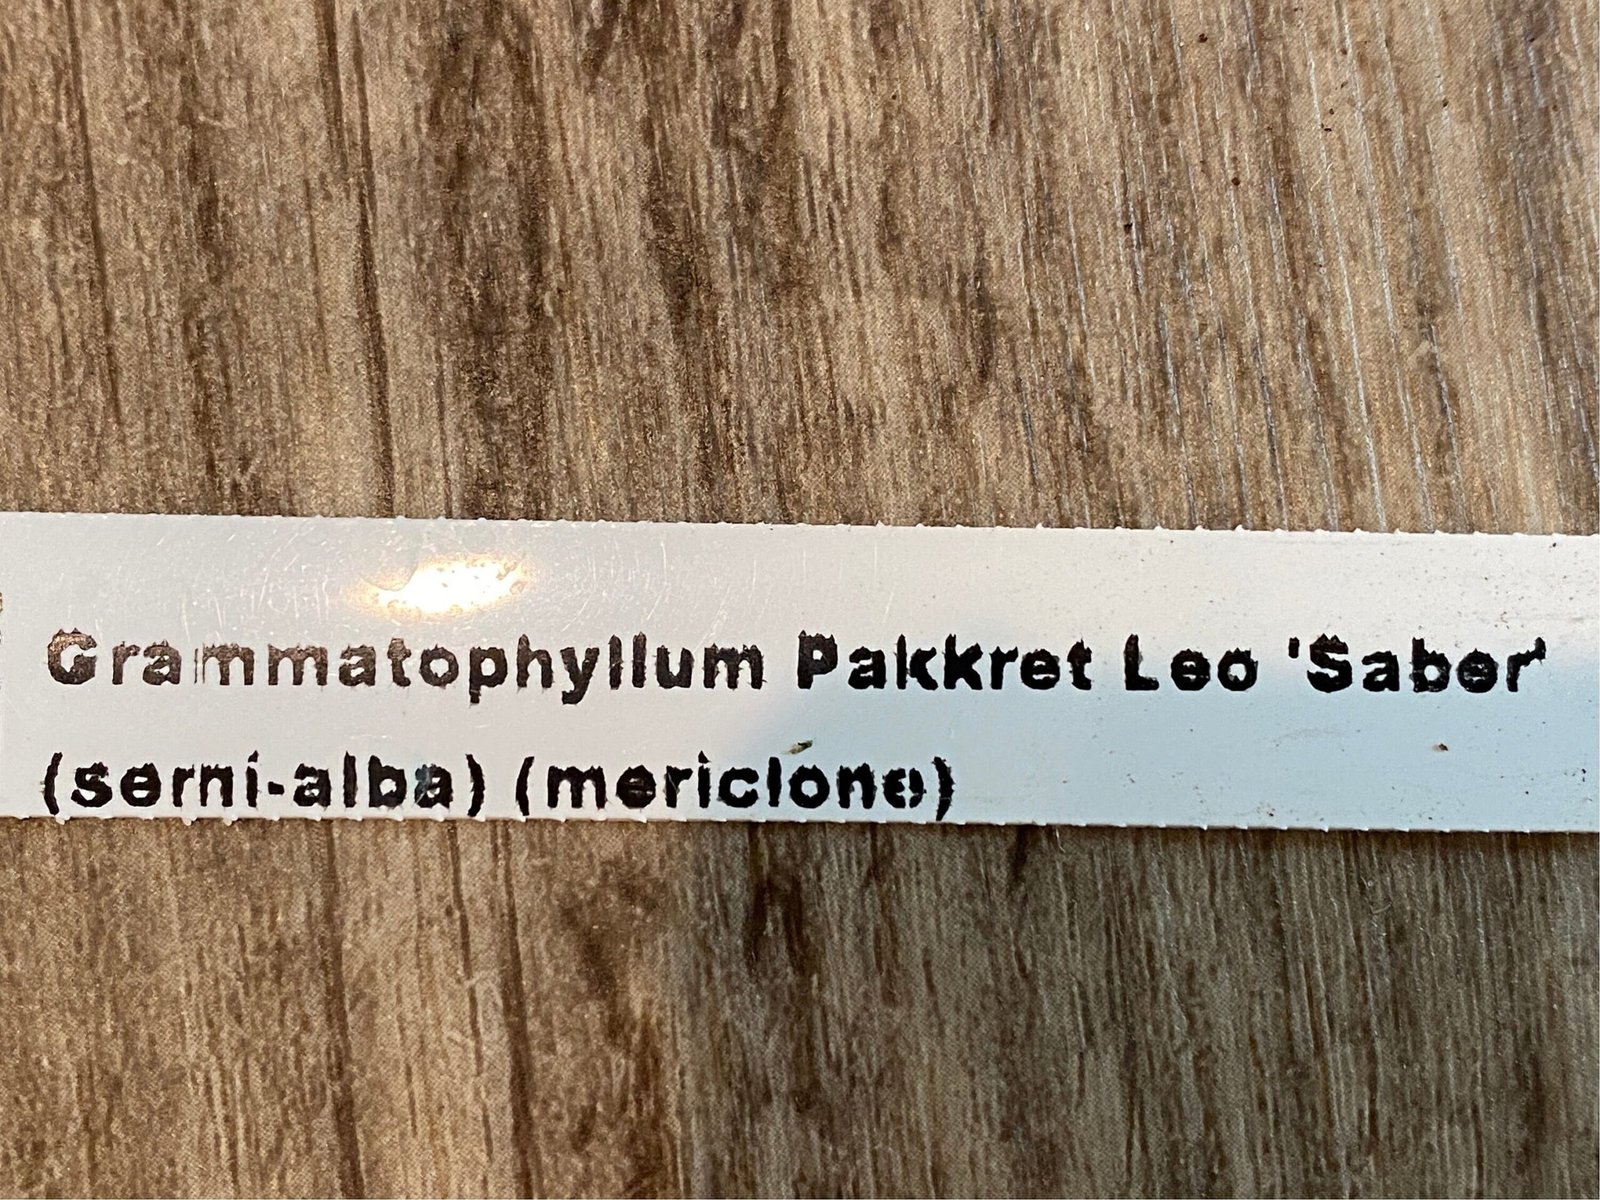 Grammatophyllum Pakkret Leo 'Saber'
(semi-alba) (mericlone)